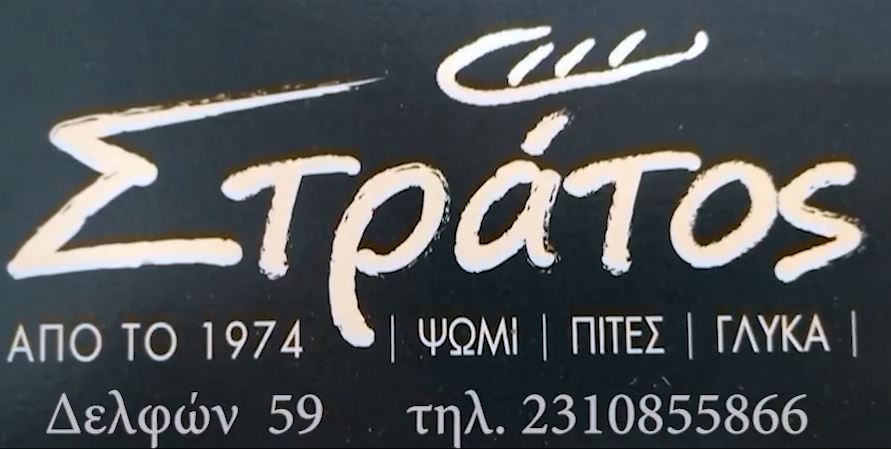 Στράτος
ΑΠΟ ΤΟ 1974 | ΨΩΜΙ | ΠΙΤΕΣ | ΓΛΥΚΑ |
Δελφών 59 τηλ. 2310855866